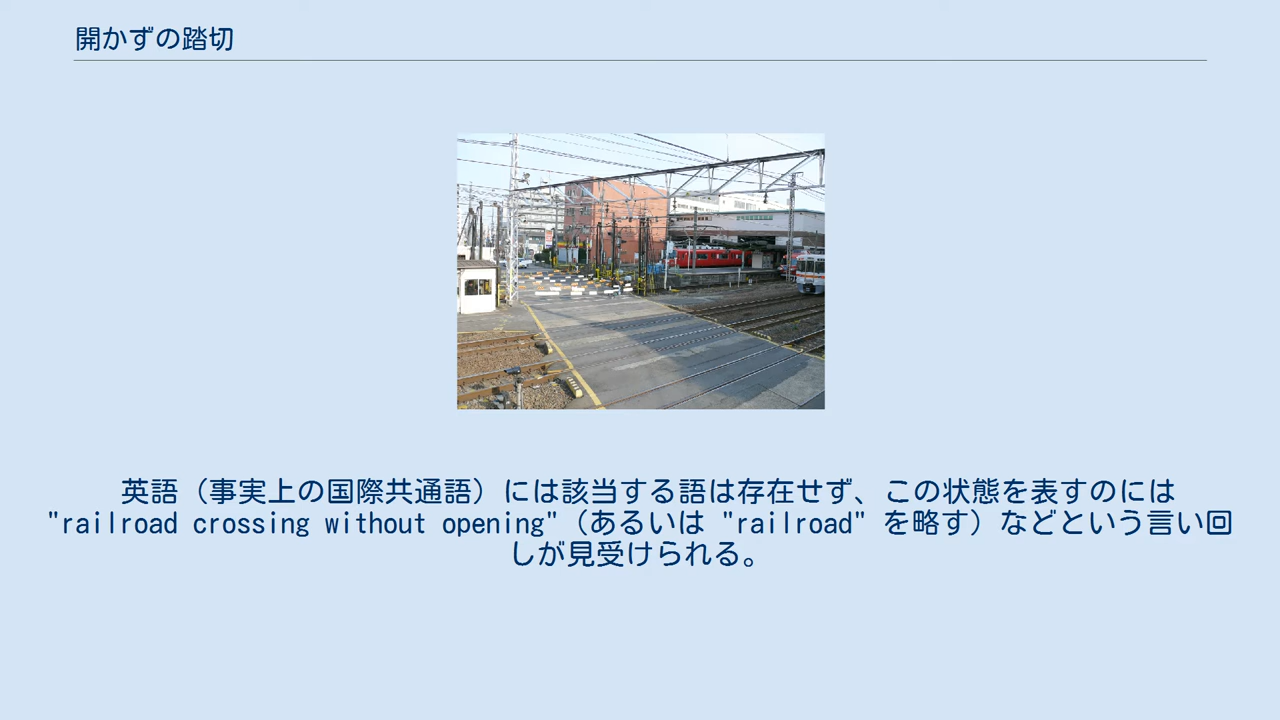 開かずの踏切
英語（事実上の国際共通語）には該当する語は存在せず、この状態を表すのには
"railroad crossing without opening"（あるいは "railroad" を略す）などという言い回
しが見受けられる。